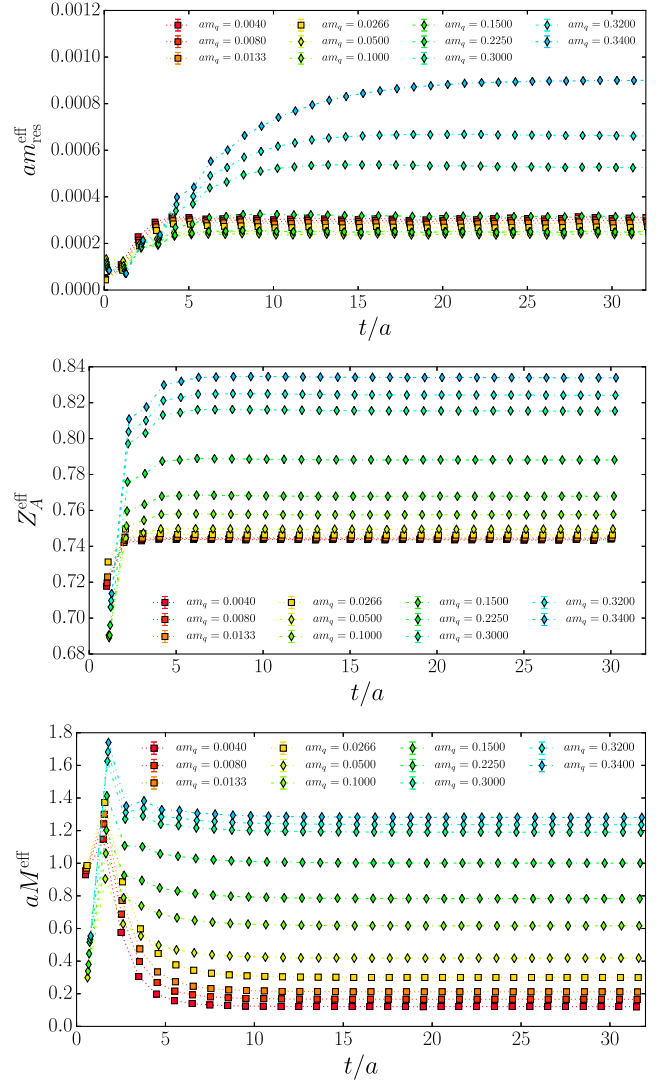 0.0012
0.0010
0.0008
0.0006
0.0004
0.0002
0.0000
am_res^eff
am_q = 0.0040 am_q = 0.0266 am_q = 0.1500 am_q = 0.3200
am_q = 0.0080 am_q = 0.0500 am_q = 0.2250 am_q = 0.3400
am_q = 0.0133 am_q = 0.1000 am_q = 0.3000
0 5 10 15 20 25 30
t/a
0.84
0.82
0.80
0.78
0.76
0.74
0.72
0.70
0.68
Z_A^eff
am_q = 0.0040 am_q = 0.0266 am_q = 0.1500 am_q = 0.3200
am_q = 0.0080 am_q = 0.0500 am_q = 0.2250 am_q = 0.3400
am_q = 0.0133 am_q = 0.1000 am_q = 0.3000
0 5 10 15 20 25 30
t/a
1.8
1.6
1.4
1.2
1.0
0.8
0.6
0.4
0.2
0.0
aM^eff
am_q = 0.0040 am_q = 0.0266 am_q = 0.1500 am_q = 0.3200
am_q = 0.0080 am_q = 0.0500 am_q = 0.2250 am_q = 0.3400
am_q = 0.0133 am_q = 0.1000 am_q = 0.3000
0 5 10 15 20 25 30
t/a